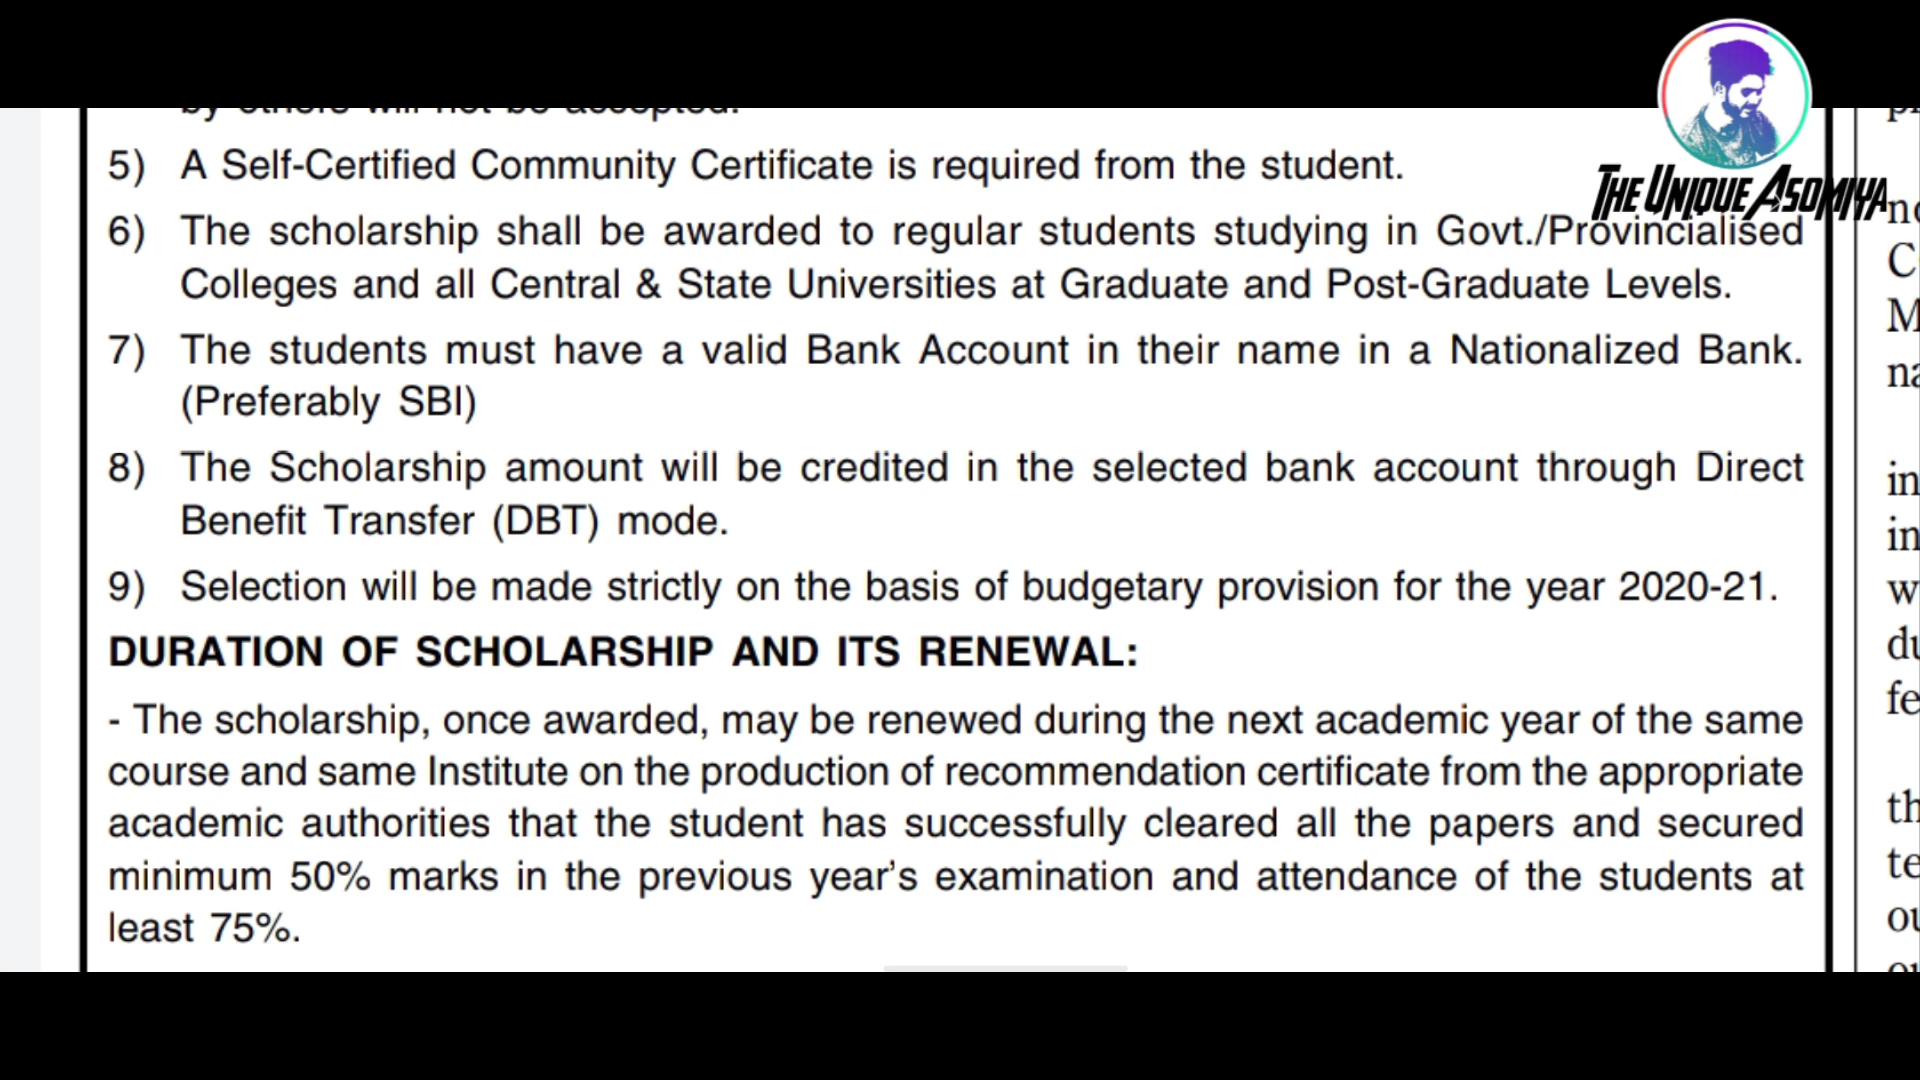 by others will not be accepted.
5) A Self-Certified Community Certificate is required from the student.
THE UNIQUE ASOMIYA
6) The scholarship shall be awarded to regular students studying in Govt./Provincialised
Colleges and all Central & State Universities at Graduate and Post-Graduate Levels.
7) The students must have a valid Bank Account in their name in a Nationalized Bank.
(Preferably SBI)
8) The Scholarship amount will be credited in the selected bank account through Direct
Benefit Transfer (DBT) mode.
9) Selection will be made strictly on the basis of budgetary provision for the year 2020-21.
DURATION OF SCHOLARSHIP AND ITS RENEWAL:
- The scholarship, once awarded, may be renewed during the next academic year of the same
course and same Institute on the production of recommendation certificate from the appropriate
academic authorities that the student has successfully cleared all the papers and secured
minimum 50% marks in the previous year's examination and attendance of the students at
least 75%.